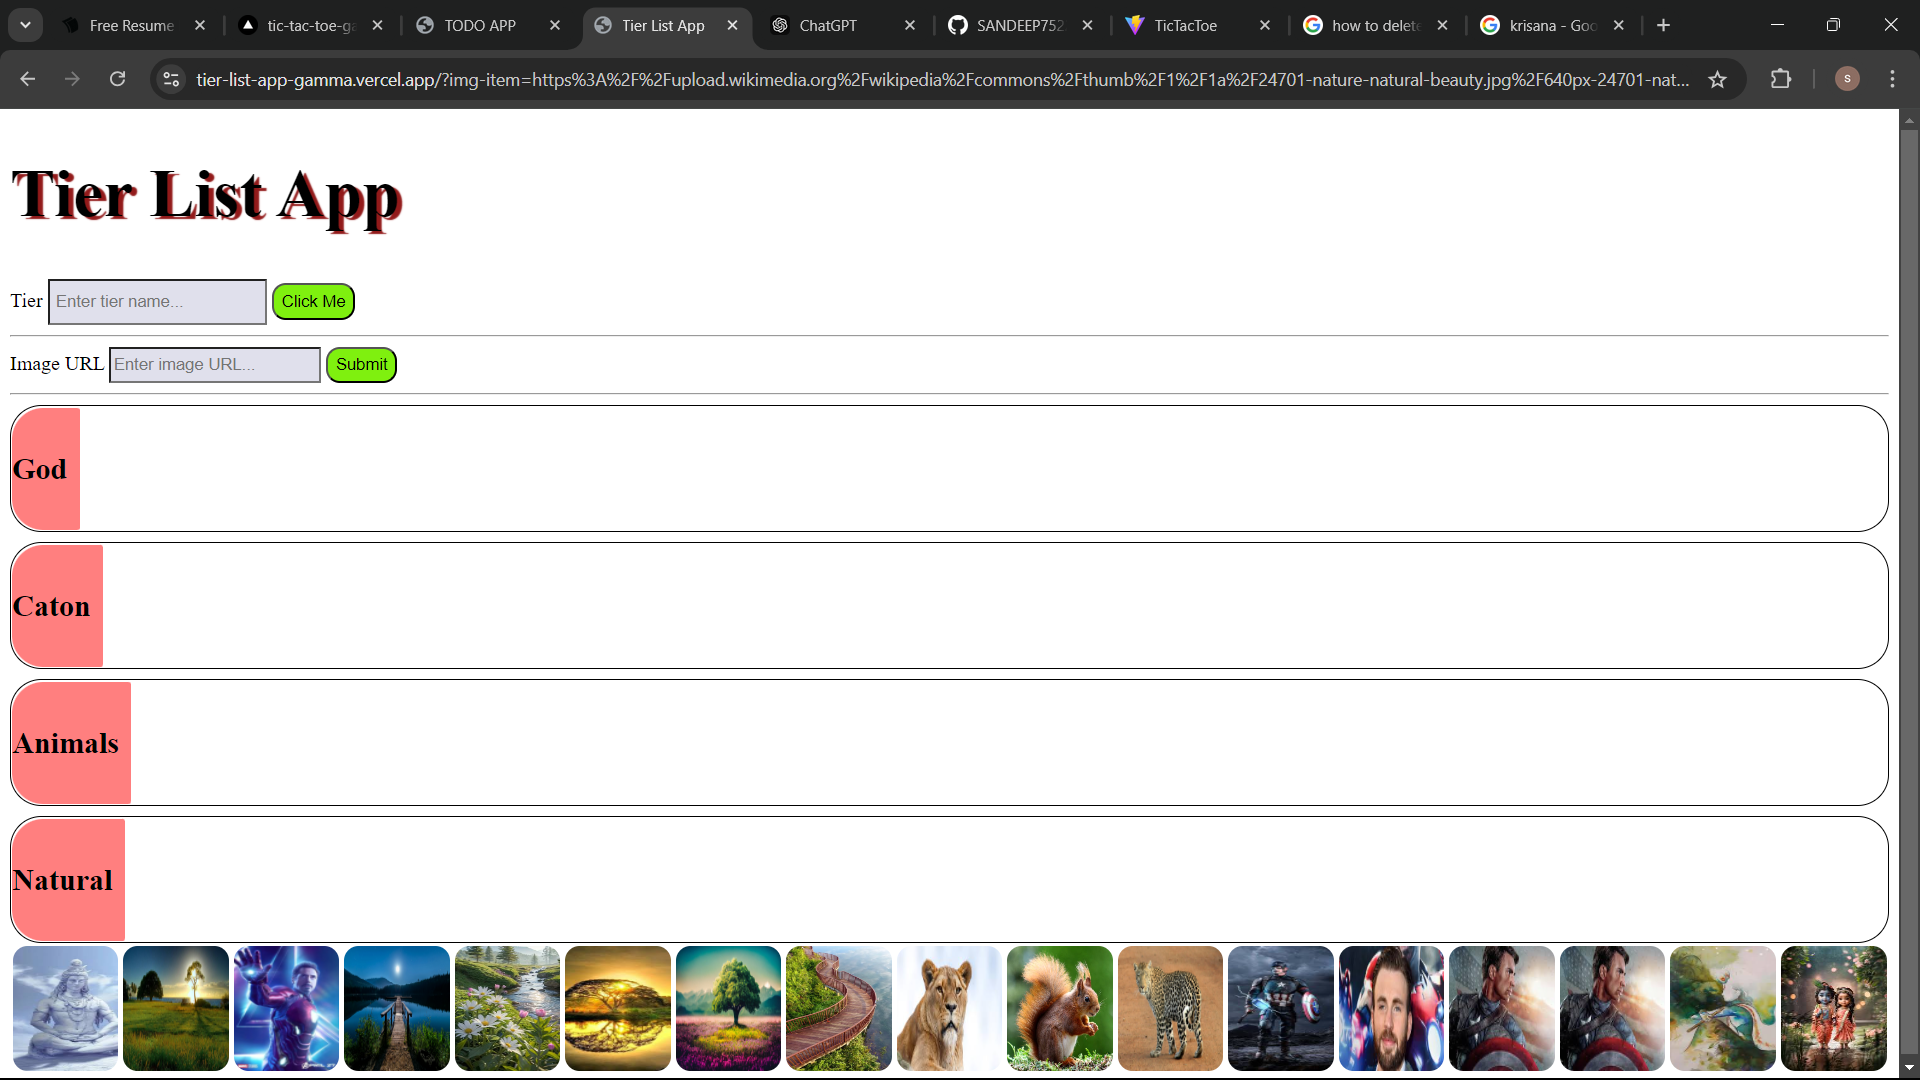 Free Resume
tic-tac-toe-ga
TODO APP
Tier List App
ChatGPT
SANDEEP752
TicTacToe
how to delete
krisana - Goo
tier-list-app-gamma.vercel.app/?img-item=https%3A%2F%2Fupload.wikimedia.org%2Fwikipedia%2Fcommons%2Fthumb%2F1%2F1a%2F24701-nature-natural-beauty.jpg%2F640px-24701-nat...
S
Tier List App
Tier Enter tier name... Click Me
Image URL Enter image URL... Submit
God
Caton
Animals
Natural